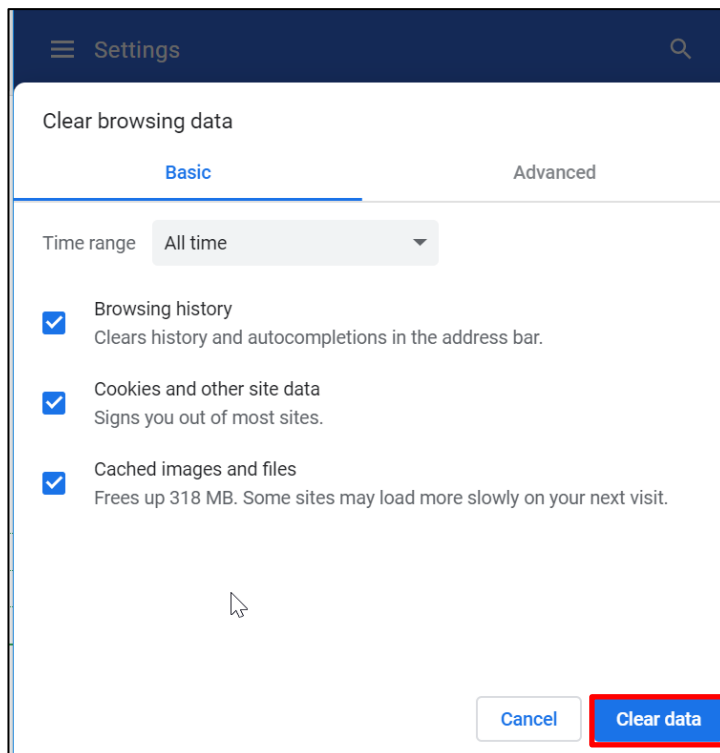 Settings
Clear browsing data
Basic
Advanced
Time range
All time
Browsing history
Clears history and autocompletions in the address bar.
Cookies and other site data
Signs you out of most sites.
Cached images and files
Frees up 318 MB. Some sites may load more slowly on your next visit.
Cancel
Clear data